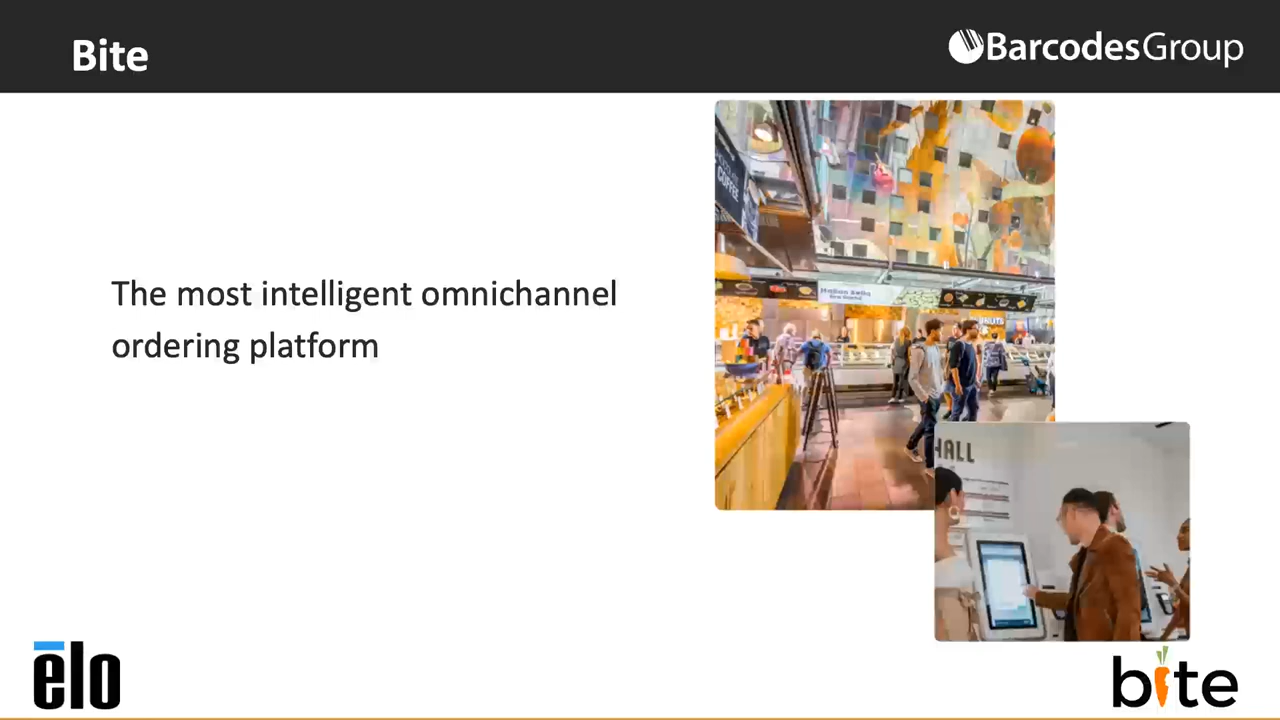 Bite
BarcodesGroup
COFFEE
The most intelligent omnichannel
ordering platform
HALL
elo
bite